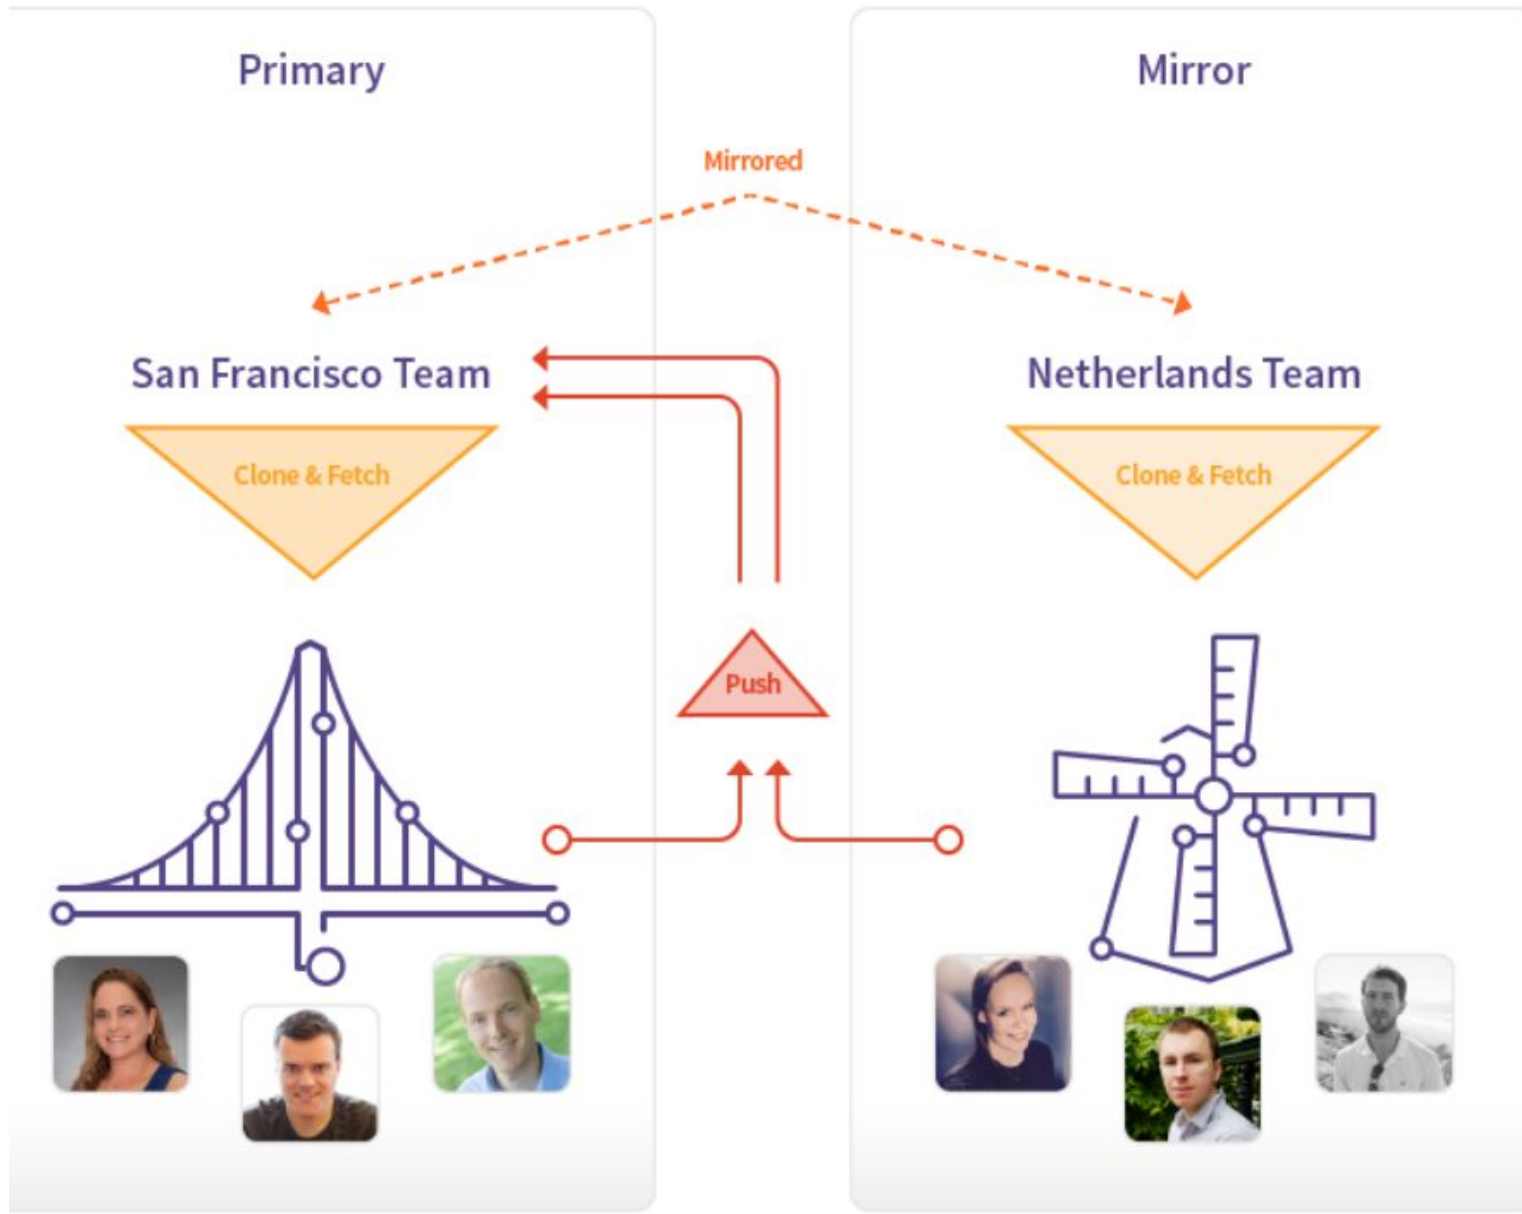 Primary
Mirror
Mirrored
San Francisco Team
Netherlands Team
Clone & Fetch
Clone & Fetch
Push